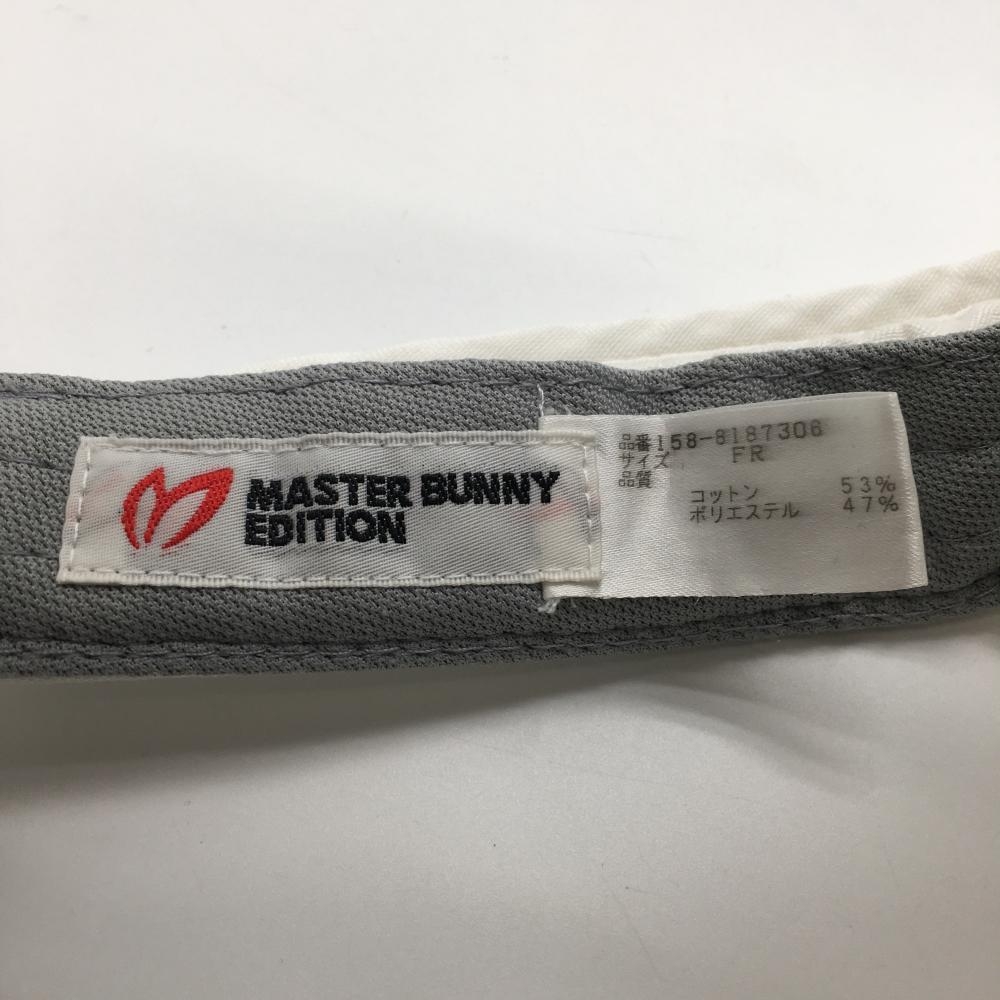 MASTER BUNNY
EDITION
品番158-8187306
サイズ FR
品質
コットン 53%
ポリエステル 47%